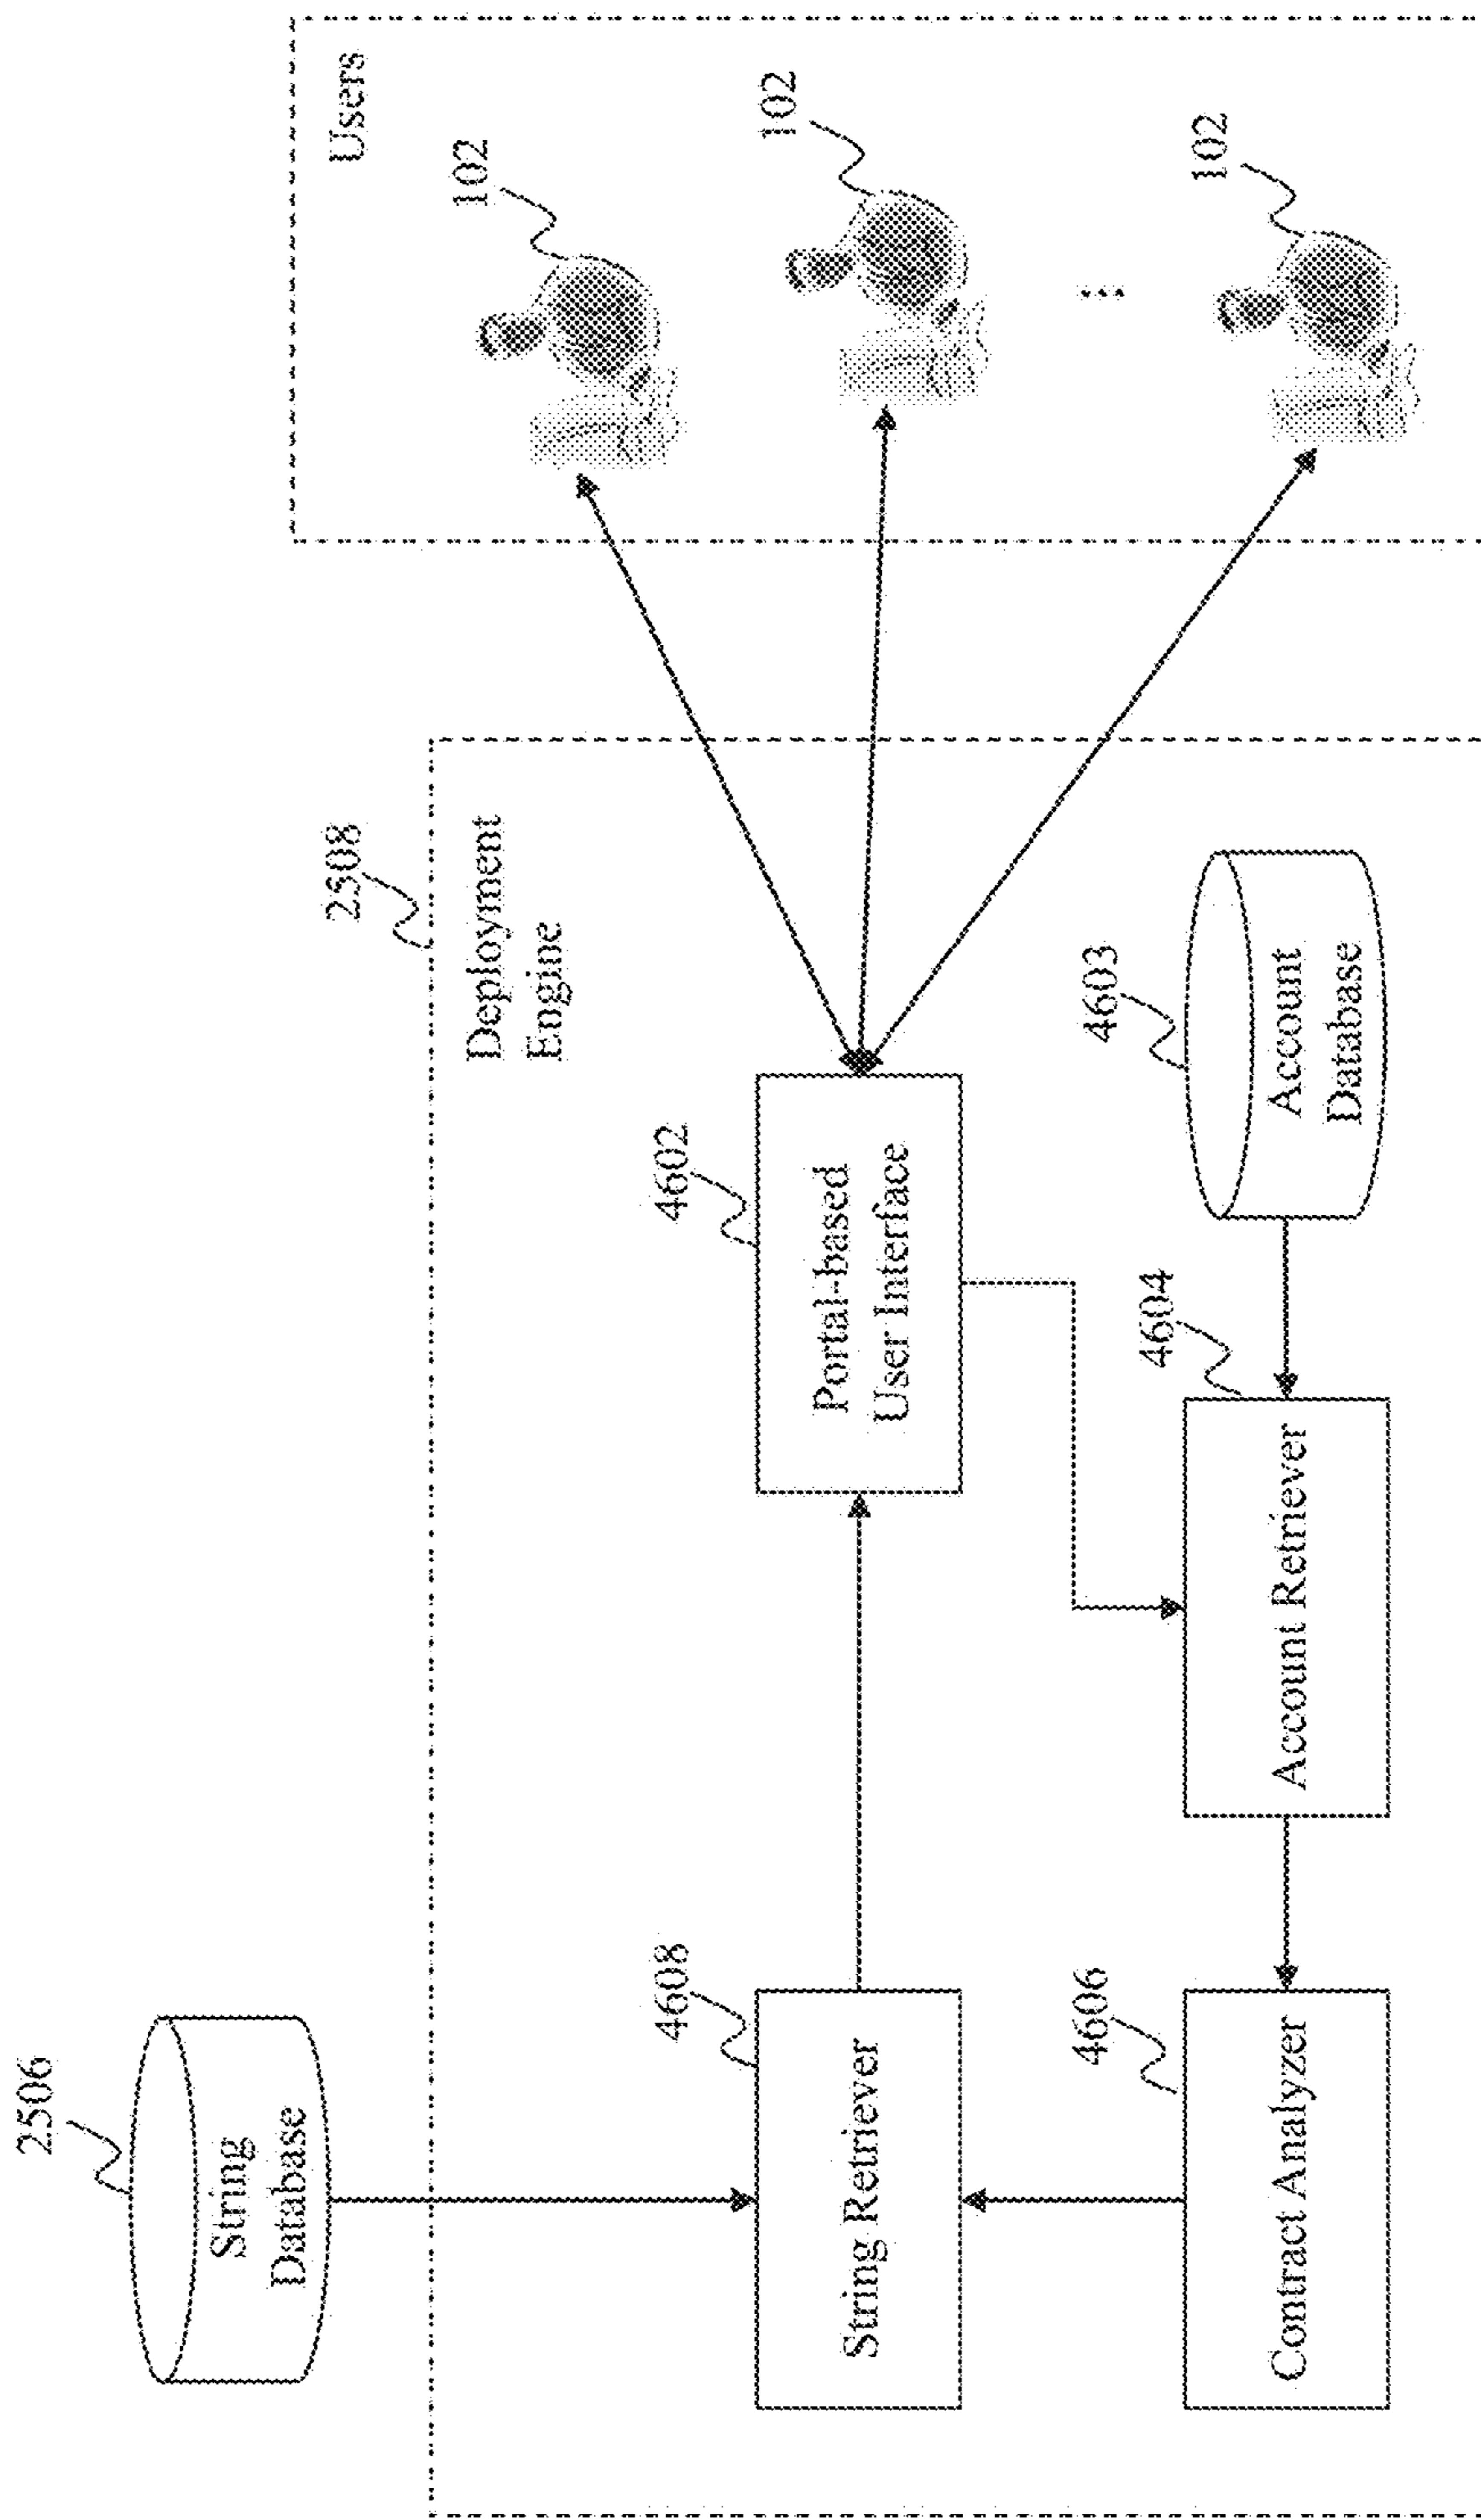 2506
String
Database
2508
Deployment
Engine
Users
102
102
102
4608
String Retriever
4602
Portal-based
User Interface
4606
Contract Analyzer
4604
Account Retriever
4603
Account
Database